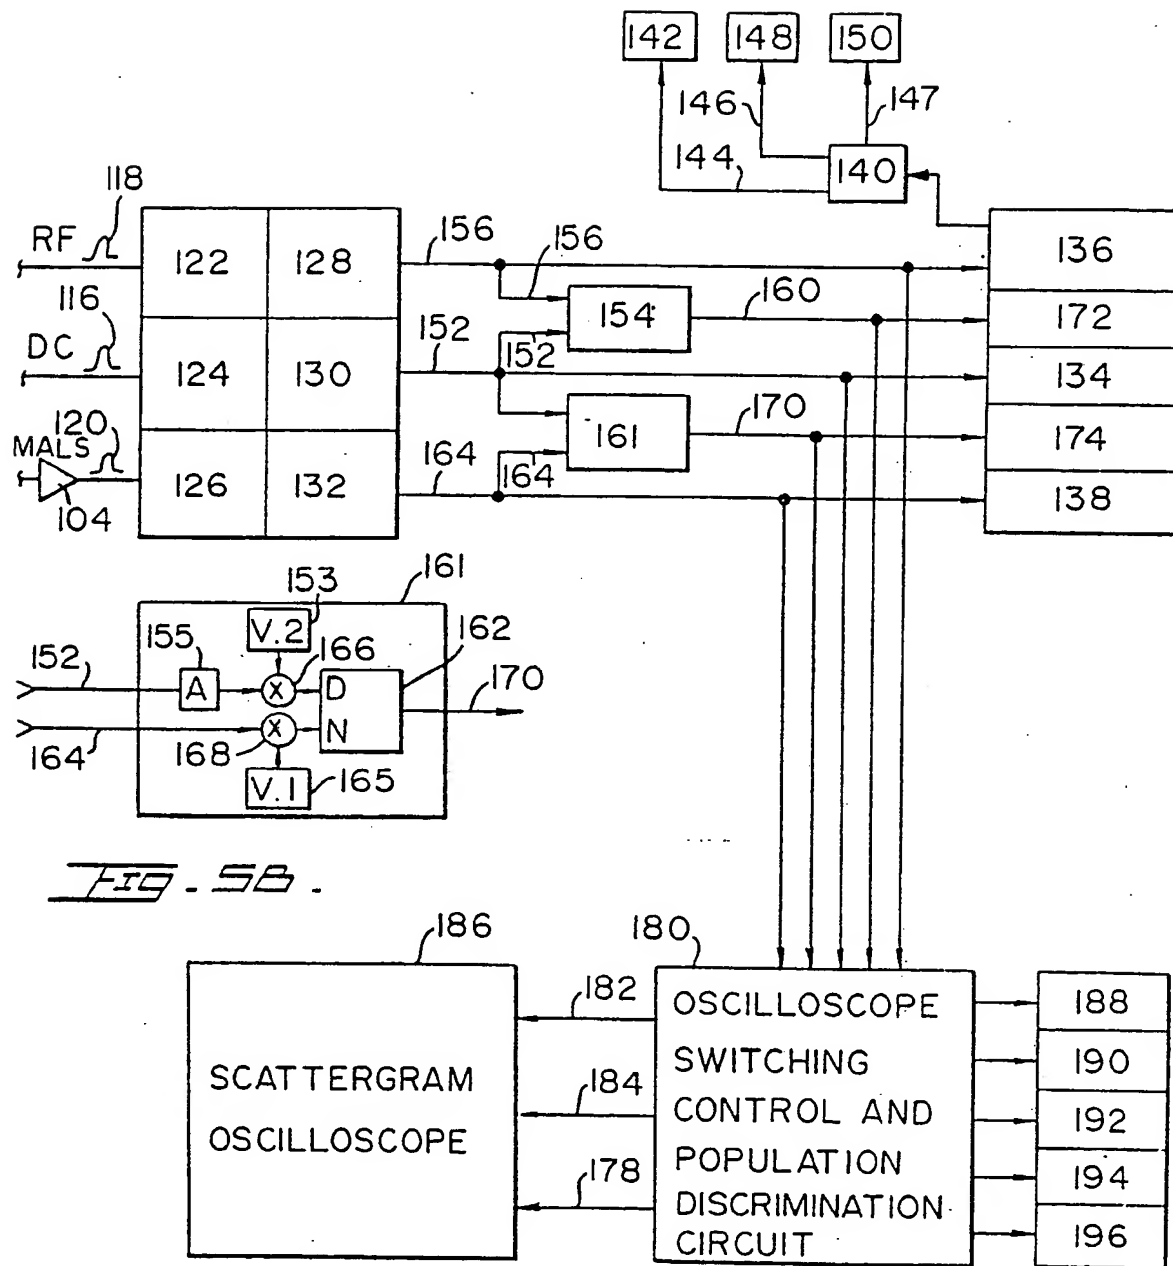 142 148 150
146 147
144 140
118
RF 122 128 156 156 136
116 154 160 172
DC 124 130 152 152 134
120 161 170 174
MALS 126 132 164 164 138
104
153 161
155 V.2 162
152 A X 166 D 170
164 168 X N
V.1 165
FIG. 5B.
186 180
182 OSCILLOSCOPE 188
SCATTERGRAM SWITCHING 190
184 CONTROL AND 192
OSCILLOSCOPE POPULATION 194
178 DISCRIMINATION
CIRCUIT 196